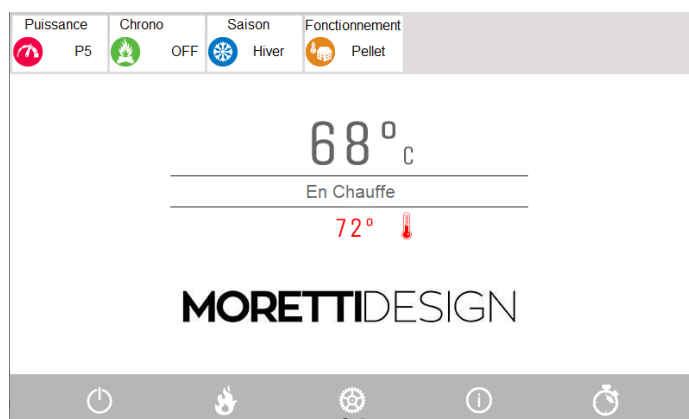 Puissance Chrono Saison Fonctionnement
P5 OFF Hiver Pellet
68°C
En Chauffe
72°
MORETTIDESIGN